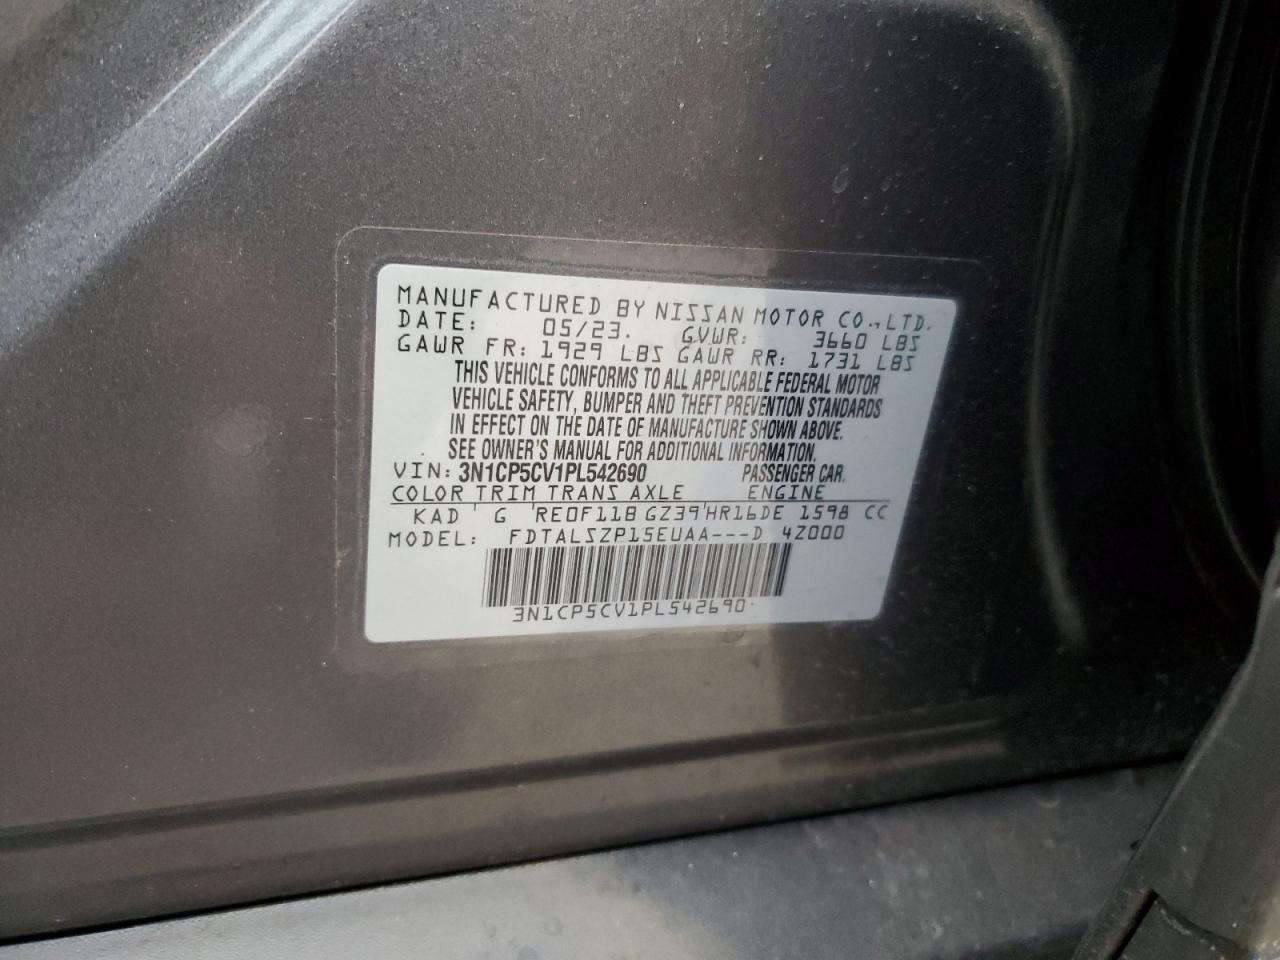 MANUFACTURED BY NISSAN MOTOR CO.,LTD.
DATE: 05/23. GVWR: 3660 LBS
GAWR FR: 1929 LBS GAWR RR: 1731 LBS
THIS VEHICLE CONFORMS TO ALL APPLICABLE FEDERAL MOTOR
VEHICLE SAFETY, BUMPER AND THEFT PREVENTION STANDARDS
IN EFFECT ON THE DATE OF MANUFACTURE SHOWN ABOVE.
SEE OWNER'S MANUAL FOR ADDITIONAL INFORMATION.
VIN: 3N1CP5CV1PL542690 PASSENGER CAR.
COLOR TRIM TRANS AXLE ENGINE
KAD G RE0F11B GZ39 HR16DE 1598 CC
MODEL: FDTALSZP15EUAA---D 4Z000
3N1CP5CV1PL542690